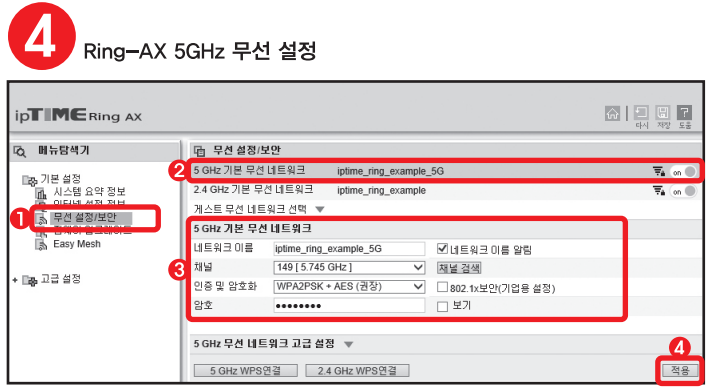 4 Ring-AX 5GHz 무선 설정
ipTIME Ring AX
다시 저장 도움
메뉴탐색기
기본 설정
시스템 요약 정보
1 무선 설정/보안
Easy Mesh
+ 고급 설정
무선 설정/보안
2 5 GHz 기본 무선 네트워크 iptime_ring_example_5G on
2.4 GHz 기본 무선 네트워크 iptime_ring_example on
게스트 무선 네트워크 선택 ▼
5 GHz 기본 무선 네트워크
네트워크 이름 iptime_ring_example_5G 네트워크 이름 알림
3 채널 149 [ 5.745 GHz ] 채널 검색
인증 및 암호화 WPA2PSK + AES (권장) 802.1x보안(기업용 설정)
암호 ●●●●●●●● 보기
5 GHz 무선 네트워크 고급 설정 ▼
4
5 GHz WPS연결 2.4 GHz WPS연결 적용